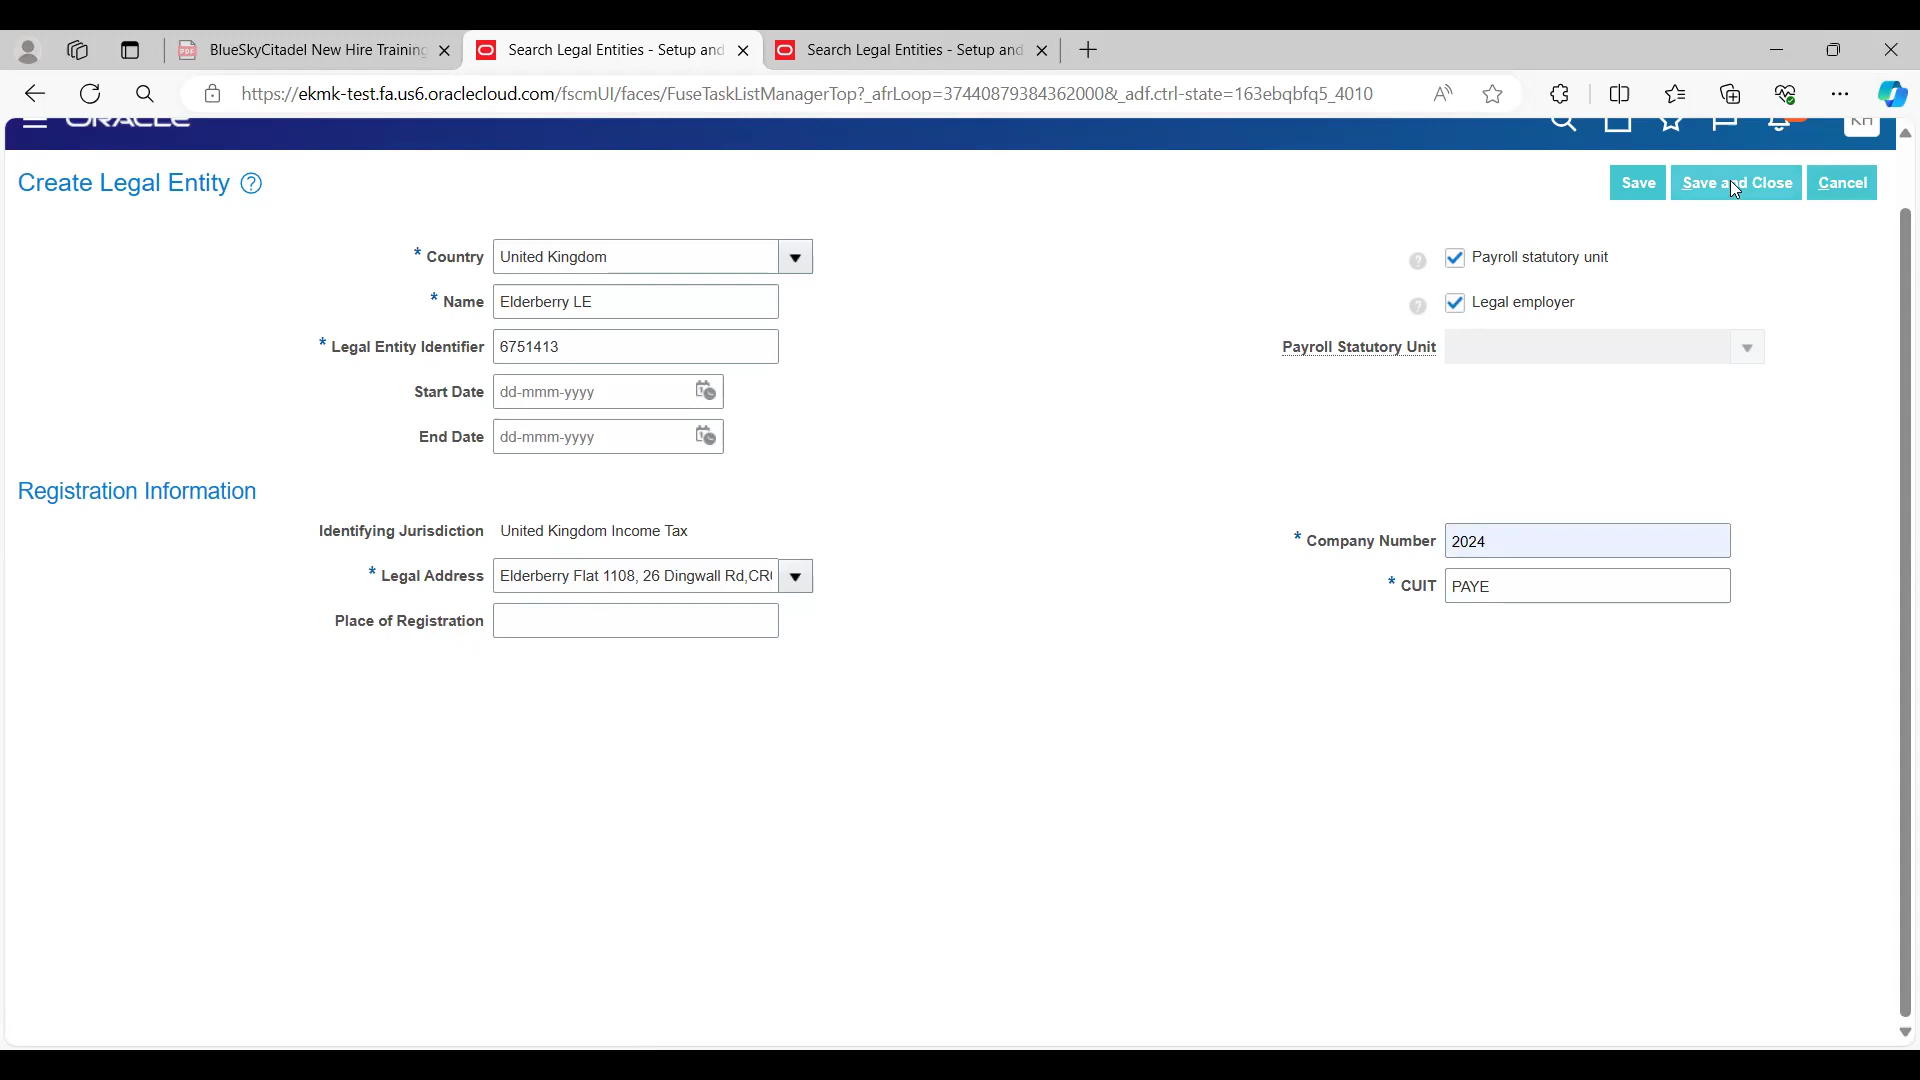 BlueSkyCitadel New Hire Training
Search Legal Entities - Setup and
Search Legal Entities - Setup and
https://ekmk-test.fa.us6.oraclecloud.com/fscmUI/faces/FuseTaskListManagerTop?_afrLoop=37440879384362000&_adf.ctrl-state=163ebqbfq5_4010
ORACLE
KH
Create Legal Entity
Save
Save and Close
Cancel
* Country United Kingdom
* Name Elderberry LE
* Legal Entity Identifier 6751413
Start Date dd-mmm-yyyy
End Date dd-mmm-yyyy
Payroll statutory unit
Legal employer
Payroll Statutory Unit
Registration Information
Identifying Jurisdiction United Kingdom Income Tax
* Legal Address Elderberry Flat 1108, 26 Dingwall Rd,CR
Place of Registration
* Company Number 2024
* CUIT PAYE